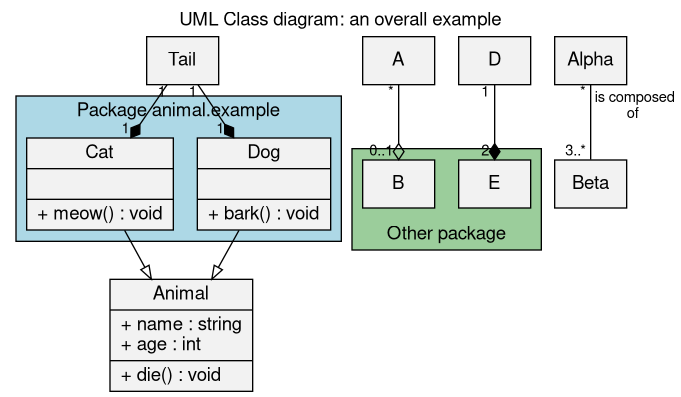 UML Class diagram: an overall example
Tail
A
D
Alpha
1
1
*
1
*
is composed
of
Package animal.example
1
1
0..1
2
3..*
Cat
Dog
B
E
Beta
+ meow() : void
+ bark() : void
Other package
Animal
+ name : string
+ age : int
+ die() : void